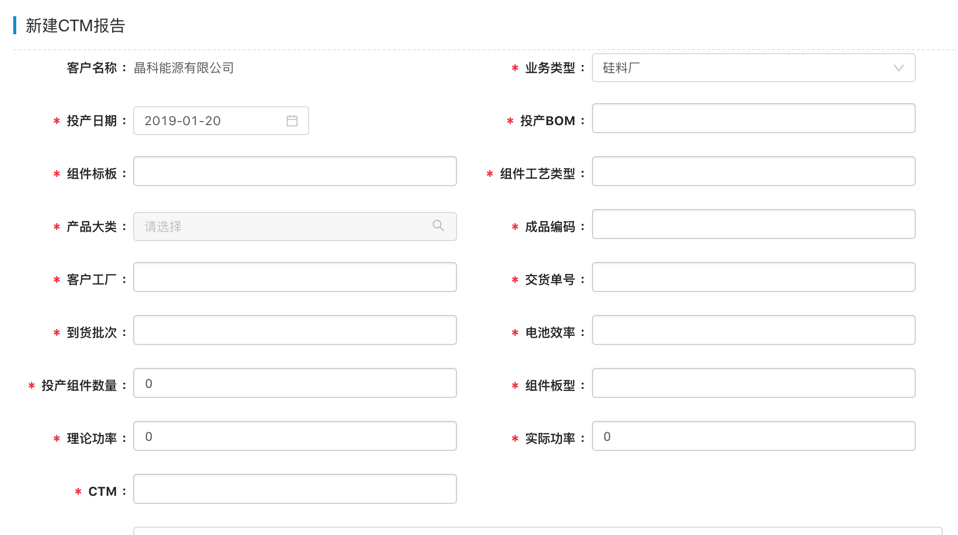 新建CTM报告
客户名称： 晶科能源有限公司
* 业务类型： 硅料厂
* 投产日期： 2019-01-20
* 投产BOM：
* 组件标板：
* 组件工艺类型：
* 产品大类： 请选择
* 成品编码：
* 客户工厂：
* 交货单号：
* 到货批次：
* 电池效率：
* 投产组件数量： 0
* 组件板型：
* 理论功率： 0
* 实际功率： 0
* CTM：